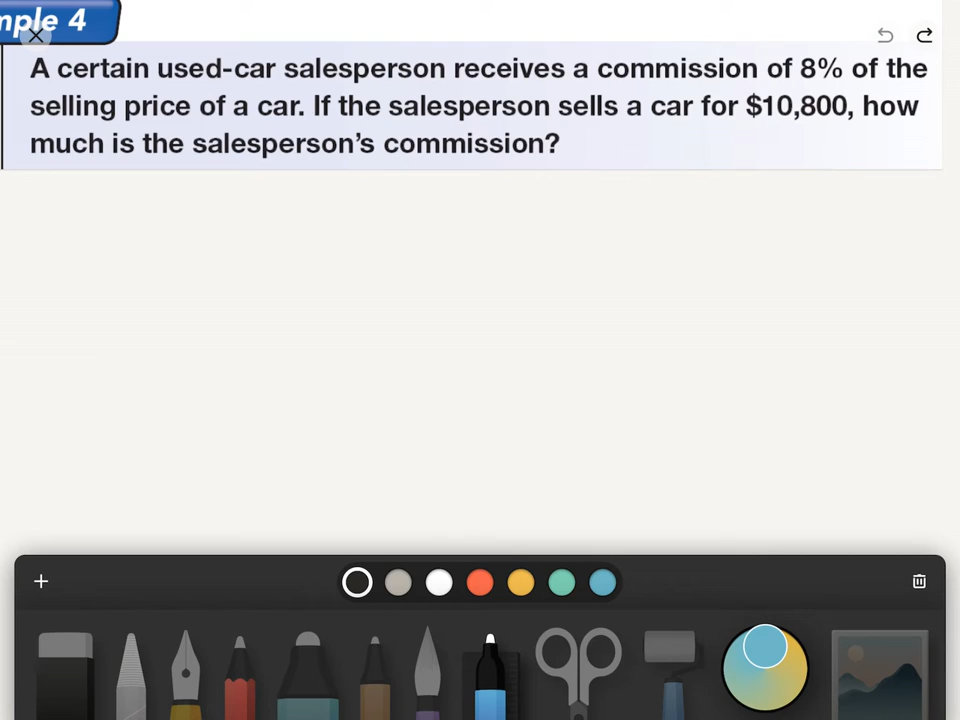 mple 4
A certain used-car salesperson receives a commission of 8% of the
selling price of a car. If the salesperson sells a car for $10,800, how
much is the salesperson's commission?